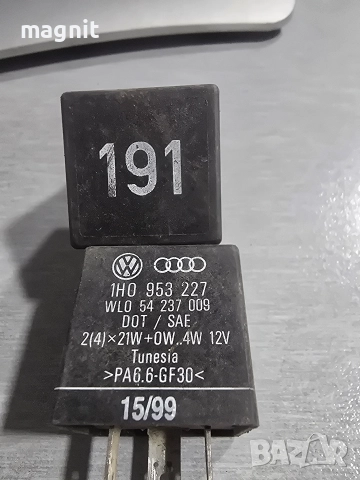 magnit
191
1H0 953 227
WLO 54 237 009
DOT / SAE
2(4)×21W+0W..4W 12V
Tunesia
>PA6.6-GF30<
15/99
BAZAR